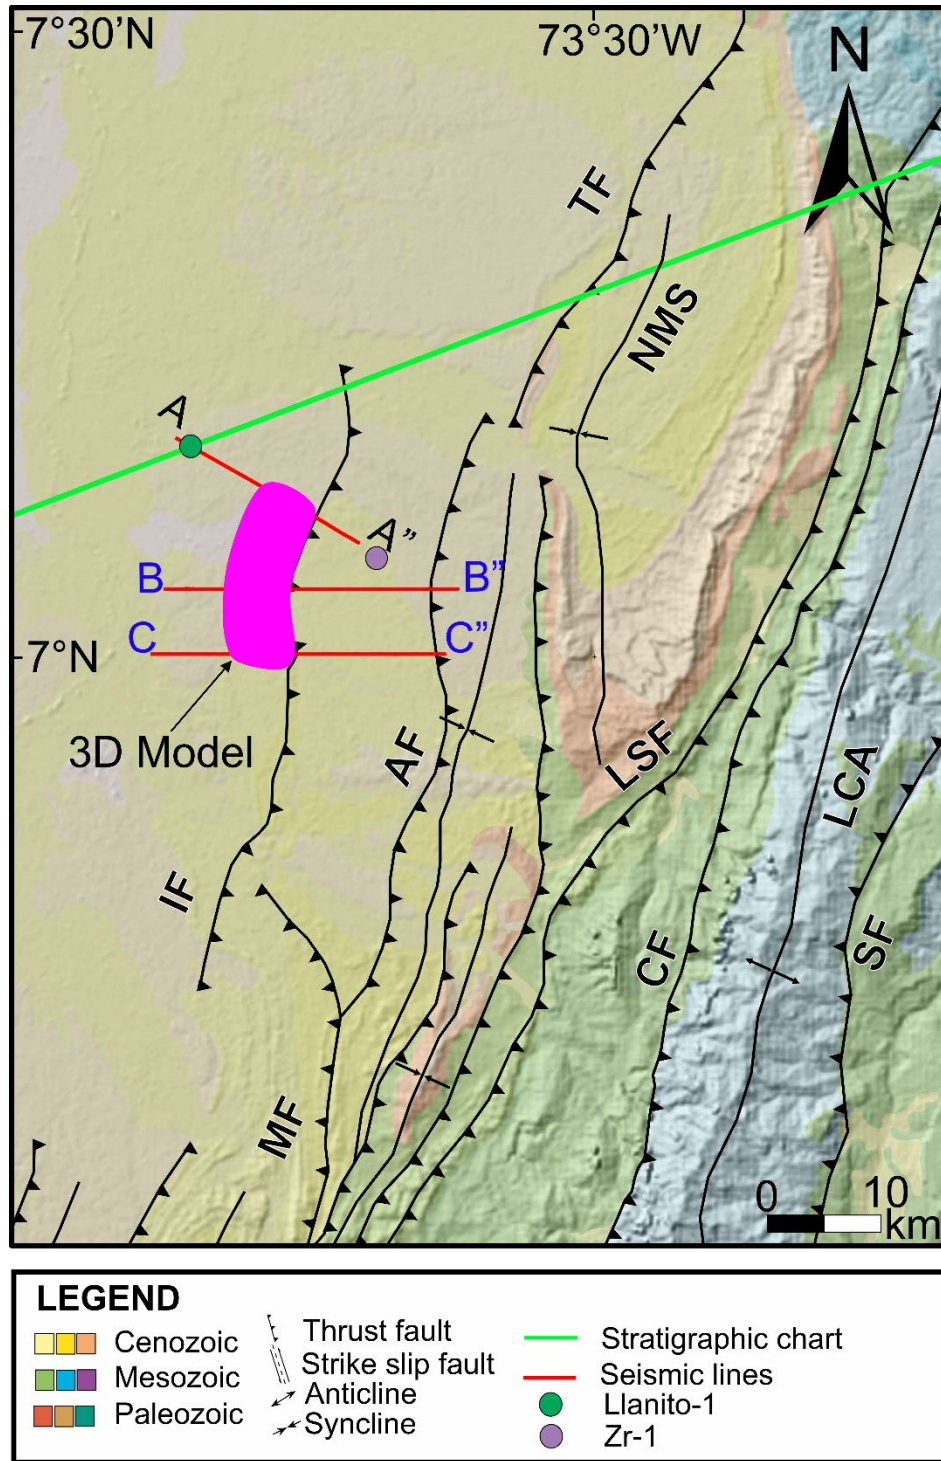 7°30’N
73°30’W
N
TF
NMS
A
A”
B
B”
C
C”
7°N
3D Model
AF
LSF
LCA
IF
CF
SF
MF
0 10
km
LEGEND
Cenozoic
Mesozoic
Paleozoic
Thrust fault
Strike slip fault
Anticline
Syncline
Stratigraphic chart
Seismic lines
Llanito-1
Zr-1